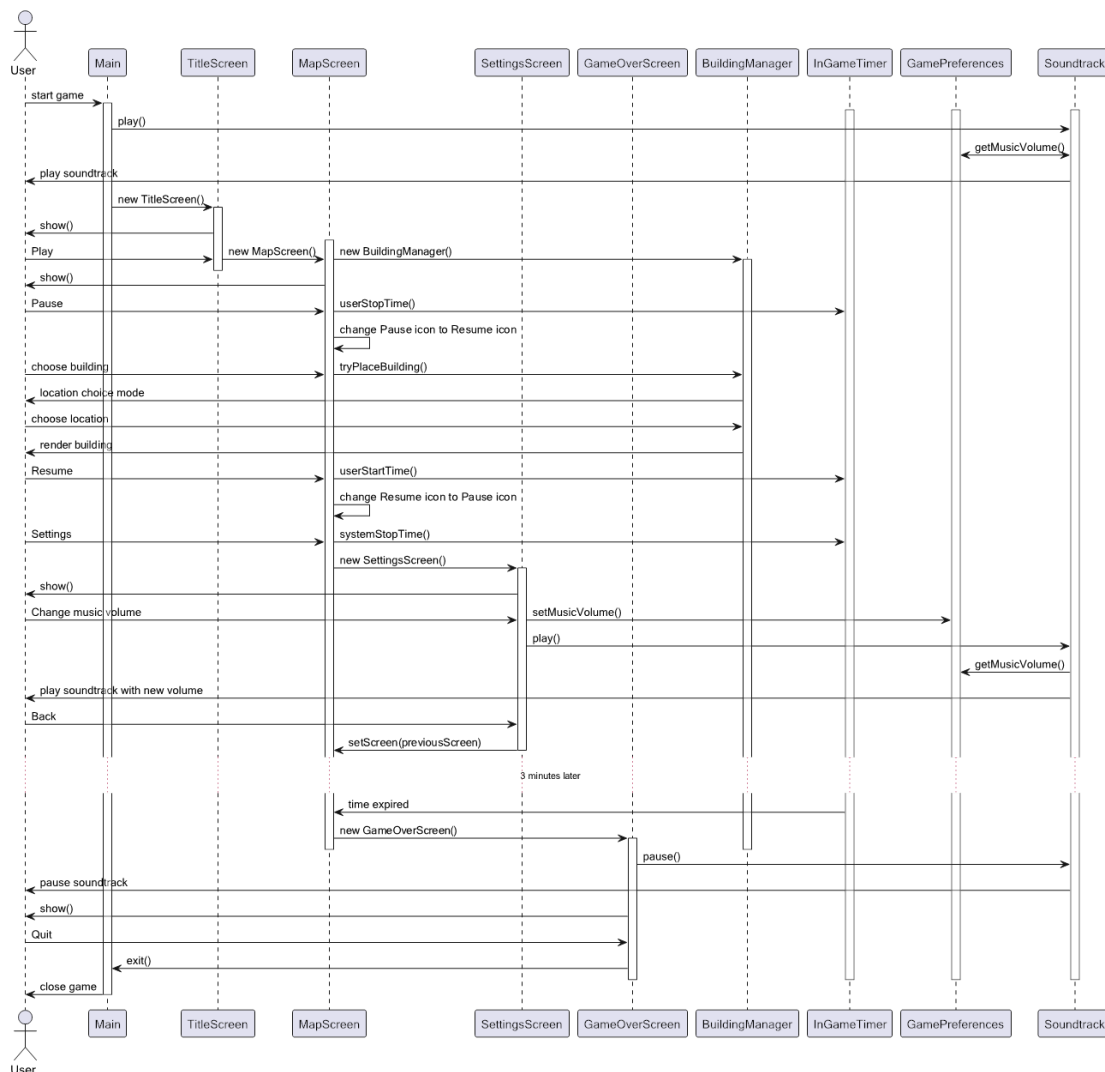 User
Main
TitleScreen
MapScreen
SettingsScreen
GameOverScreen
BuildingManager
InGameTimer
GamePreferences
Soundtrack
start game
play()
getMusicVolume()
play soundtrack
new TitleScreen()
show()
Play
new MapScreen()
new BuildingManager()
show()
Pause
userStopTime()
change Pause icon to Resume icon
choose building
tryPlaceBuilding()
location choice mode
choose location
render building
Resume
userStartTime()
change Resume icon to Pause icon
Settings
systemStopTime()
new SettingsScreen()
show()
Change music volume
setMusicVolume()
play()
getMusicVolume()
play soundtrack with new volume
Back
setScreen(previousScreen)
3 minutes later
time expired
new GameOverScreen()
pause()
pause soundtrack
show()
Quit
exit()
close game
User
Main
TitleScreen
MapScreen
SettingsScreen
GameOverScreen
BuildingManager
InGameTimer
GamePreferences
Soundtrack